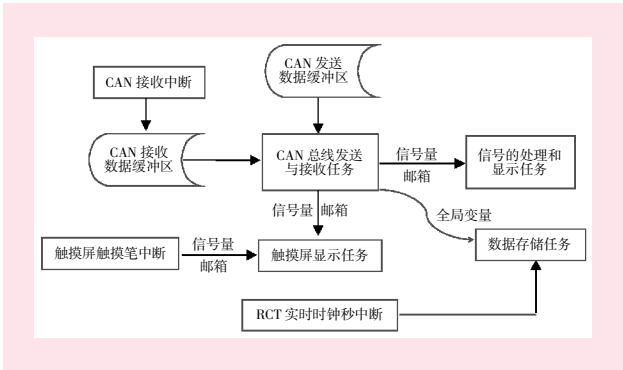 CAN 发送
数据缓冲区
CAN 接收中断
CAN 接收
数据缓冲区
CAN 总线发送
与接收任务
信号量
邮箱
信号的处理和
显示任务
信号量 邮箱
全局变量
触摸屏触摸笔中断
信号量
邮箱
触摸屏显示任务
数据存储任务
RCT 实时时钟秒中断